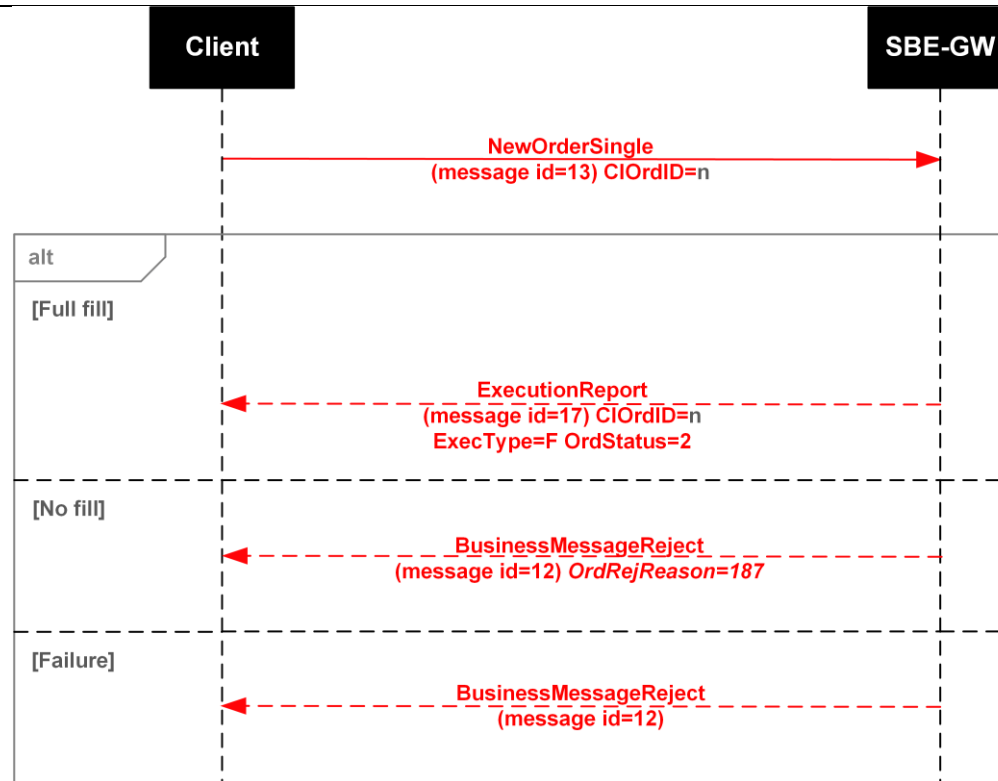 Client
SBE-GW
NewOrderSingle
(message id=13) ClOrdID=n
alt
[Full fill]
ExecutionReport
(message id=17) ClOrdID=n
ExecType=F OrdStatus=2
[No fill]
BusinessMessageReject
(message id=12) OrdRejReason=187
[Failure]
BusinessMessageReject
(message id=12)